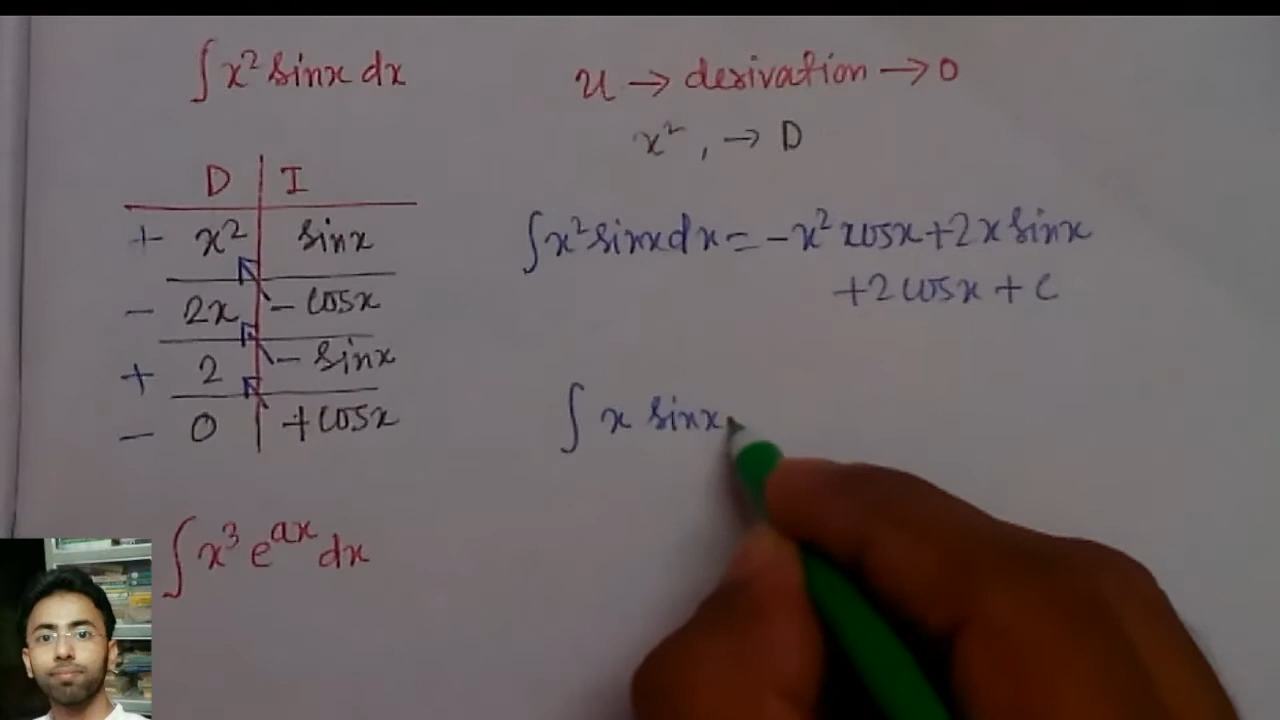 ∫x² sinx dx
u → derivation → 0
x², → D
D | I
+ x² | sinx
- 2x | - cosx
+ 2 | - sinx
- 0 | + cosx
∫x² sinx dx = -x² cosx + 2x sinx
+ 2 cosx + c
∫ x sinx
∫x³ e^{ax} dx